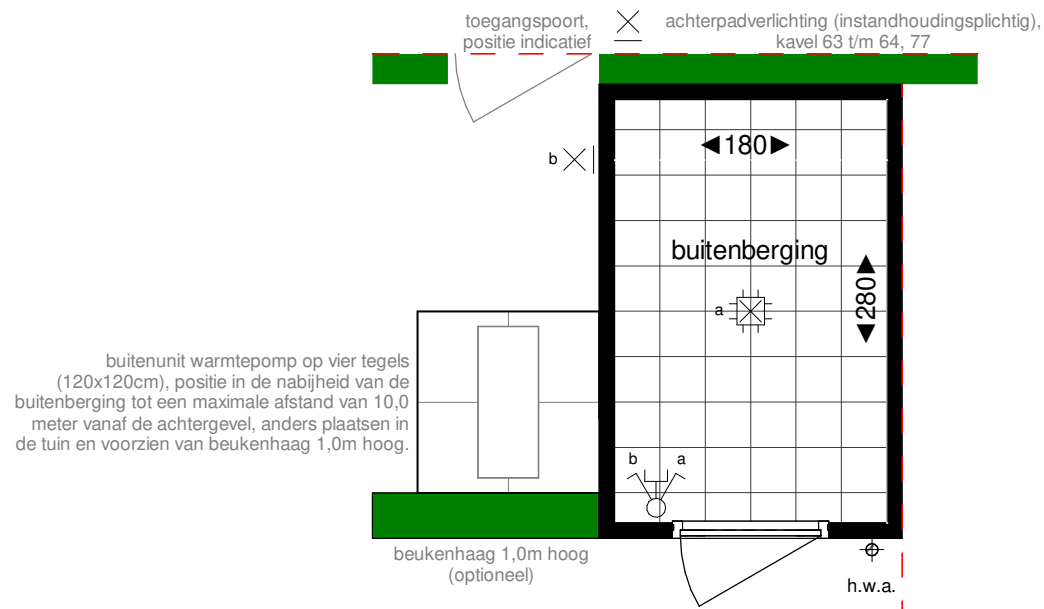 toegangspoort,
positie indicatief
achterpadverlichting (instandhoudingsplichtig),
kavel 63 t/m 64, 77
180
b
buitenberging
280
a
buitenunit warmtepomp op vier tegels
(120x120cm), positie in de nabijheid van de
buitenberging tot een maximale afstand van 10,0
meter vanaf de achtergevel, anders plaatsen in
de tuin en voorzien van beukenhaag 1,0m hoog.
b a
beukenhaag 1,0m hoog
(optioneel)
h.w.a.